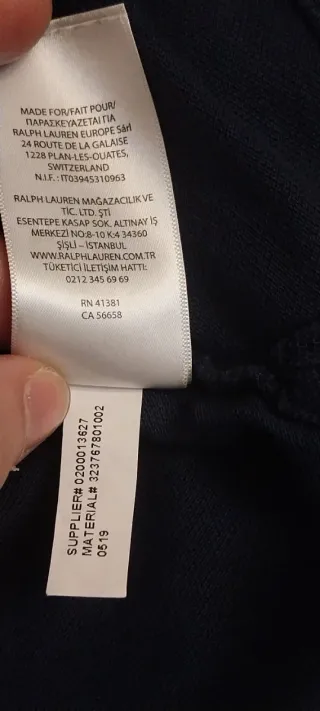 MADE FOR/FAIT POUR/
ΠΑΡΑΣΚΕΥΑΖΕΤΑΙ ΓΙΑ
RALPH LAUREN EUROPE Sárl
24 ROUTE DE LA GALAISE
1228 PLAN-LES-OUATES,
SWITZERLAND
N.I.F. : IT03945310963
RALPH LAUREN MAĞAZACILIK VE
TİC. LTD. ŞTİ
ESENTEPE KASAP SOK. ALTINAY İŞ
MERKEZİ NO:8-10 K:4 34360
ŞİŞLİ – İSTANBUL
WWW.RALPHLAUREN.COM.TR
TÜKETİCİ İLETİŞİM HATTI:
0212 345 69 69
RN 41381
CA 56658
SUPPLIER# 0200013627
MATERIAL# 323767801002
0519